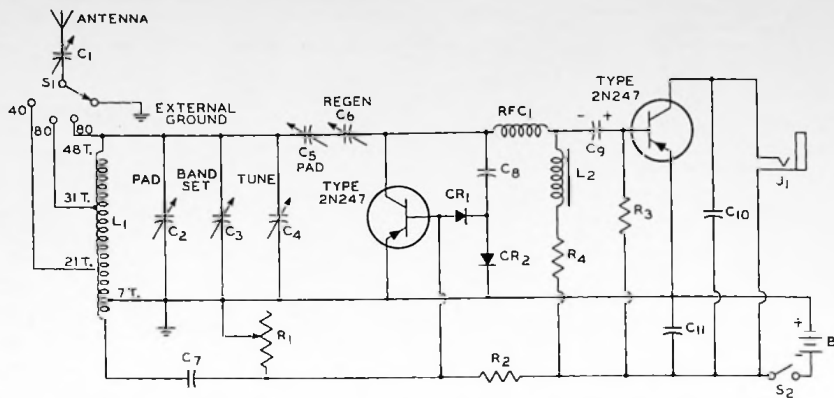 ANTENNA
C1
S1
40
80
80
EXTERNAL
GROUND
48T.
31T.
21T.
7T.
L1
PAD
C2
BAND
SET
C3
TUNE
C4
C5
PAD
REGEN
C6
TYPE
2N247
CR1
C8
CR2
RFC1
L2
R4
- C9 +
TYPE
2N247
R3
C10
J1
C11
+
B
-
S2
R1
C7
R2